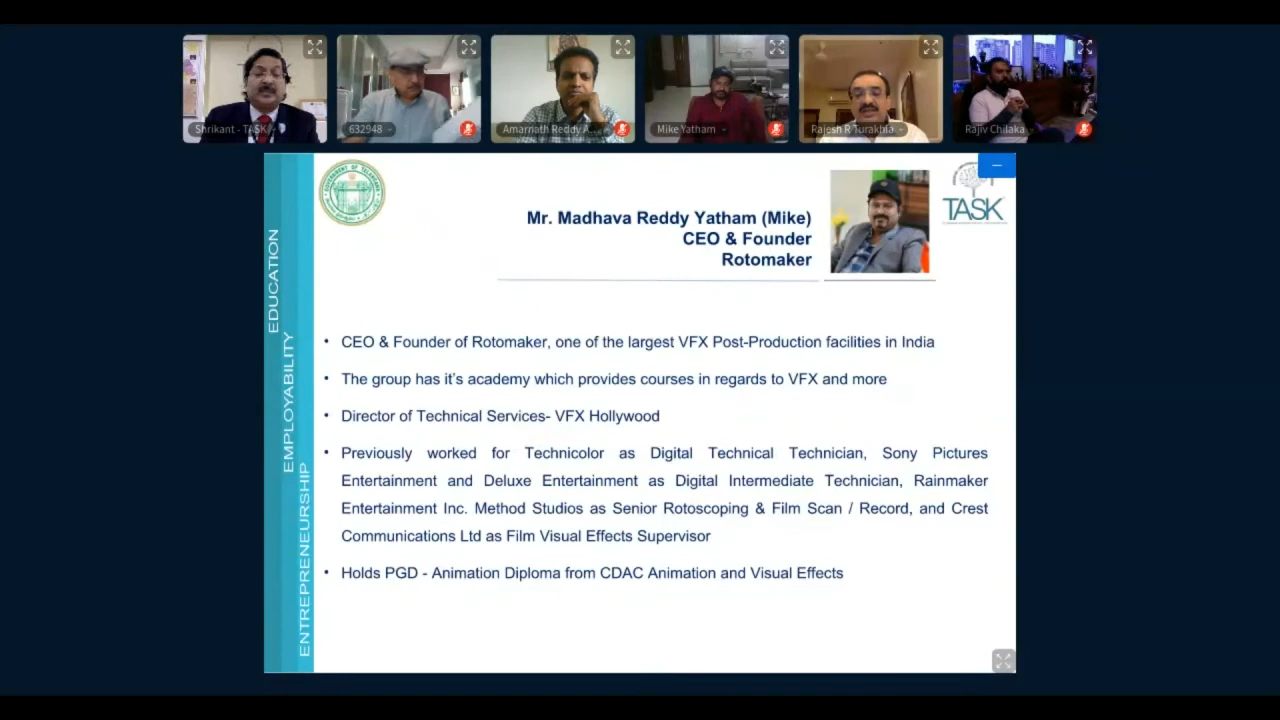 Shrikant - TASK
632948
Amarnath Reddy A...
Mike Yatham
Rajesh R Turakhia
Rajiv Chilaka
TASK
Mr. Madhava Reddy Yatham (Mike)
CEO & Founder
Rotomaker
EDUCATION
EMPLOYABILITY
ENTREPRENEURSHIP
• CEO & Founder of Rotomaker, one of the largest VFX Post-Production facilities in India
• The group has it's academy which provides courses in regards to VFX and more
• Director of Technical Services- VFX Hollywood
• Previously worked for Technicolor as Digital Technical Technician, Sony Pictures
Entertainment and Deluxe Entertainment as Digital Intermediate Technician, Rainmaker
Entertainment Inc. Method Studios as Senior Rotoscoping & Film Scan / Record, and Crest
Communications Ltd as Film Visual Effects Supervisor
• Holds PGD - Animation Diploma from CDAC Animation and Visual Effects